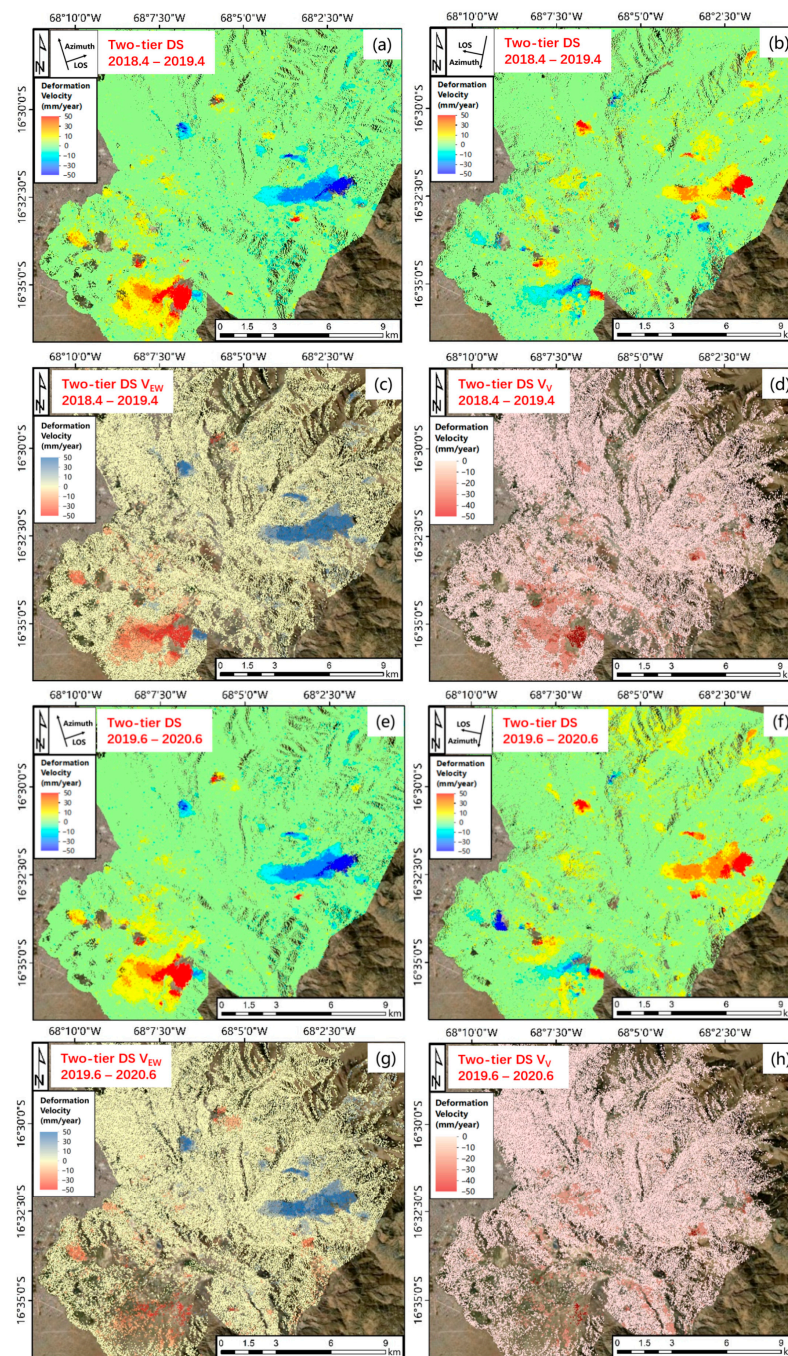 68°10'0"W 68°7'30"W 68°5'0"W 68°2'30"W
68°10'0"W 68°7'30"W 68°5'0"W 68°2'30"W
N
Azimuth
LOS
Two-tier DS
2018.4 – 2019.4
(a)
Deformation
Velocity
(mm/year)
50
30
10
0
−10
−30
−50
16°30'0"S
16°32'30"S
16°35'0"S
0 1.5 3 6 9
km
N
LOS
Azimuth
Two-tier DS
2018.4 – 2019.4
(b)
Deformation
Velocity
(mm/year)
50
30
10
0
−10
−30
−50
16°30'0"S
16°32'30"S
16°35'0"S
0 1.5 3 6 9
km
68°10'0"W 68°7'30"W 68°5'0"W 68°2'30"W
68°10'0"W 68°7'30"W 68°5'0"W 68°2'30"W
N
Two-tier DS VEW
2018.4 – 2019.4
(c)
Deformation
Velocity
(mm/year)
50
30
10
0
−10
−30
−50
16°30'0"S
16°32'30"S
16°35'0"S
0 1.5 3 6 9
km
N
Two-tier DS VV
2018.4 – 2019.4
(d)
Deformation
Velocity
(mm/year)
0
−10
−20
−30
−40
−50
16°30'0"S
16°32'30"S
16°35'0"S
0 1.5 3 6 9
km
68°10'0"W 68°7'30"W 68°5'0"W 68°2'30"W
68°10'0"W 68°7'30"W 68°5'0"W 68°2'30"W
N
Azimuth
LOS
Two-tier DS
2019.6 – 2020.6
(e)
Deformation
Velocity
(mm/year)
50
30
10
0
−10
−30
−50
16°30'0"S
16°32'30"S
16°35'0"S
0 1.5 3 6 9
km
N
LOS
Azimuth
Two-tier DS
2019.6 – 2020.6
(f)
Deformation
Velocity
(mm/year)
50
30
10
0
−10
−30
−50
16°30'0"S
16°32'30"S
16°35'0"S
0 1.5 3 6 9
km
68°10'0"W 68°7'30"W 68°5'0"W 68°2'30"W
68°10'0"W 68°7'30"W 68°5'0"W 68°2'30"W
N
Two-tier DS VEW
2019.6 – 2020.6
(g)
Deformation
Velocity
(mm/year)
50
30
10
0
−10
−30
−50
16°30'0"S
16°32'30"S
16°35'0"S
0 1.5 3 6 9
km
N
Two-tier DS VV
2019.6 – 2020.6
(h)
Deformation
Velocity
(mm/year)
0
−10
−20
−30
−40
−50
16°30'0"S
16°32'30"S
16°35'0"S
0 1.5 3 6 9
km